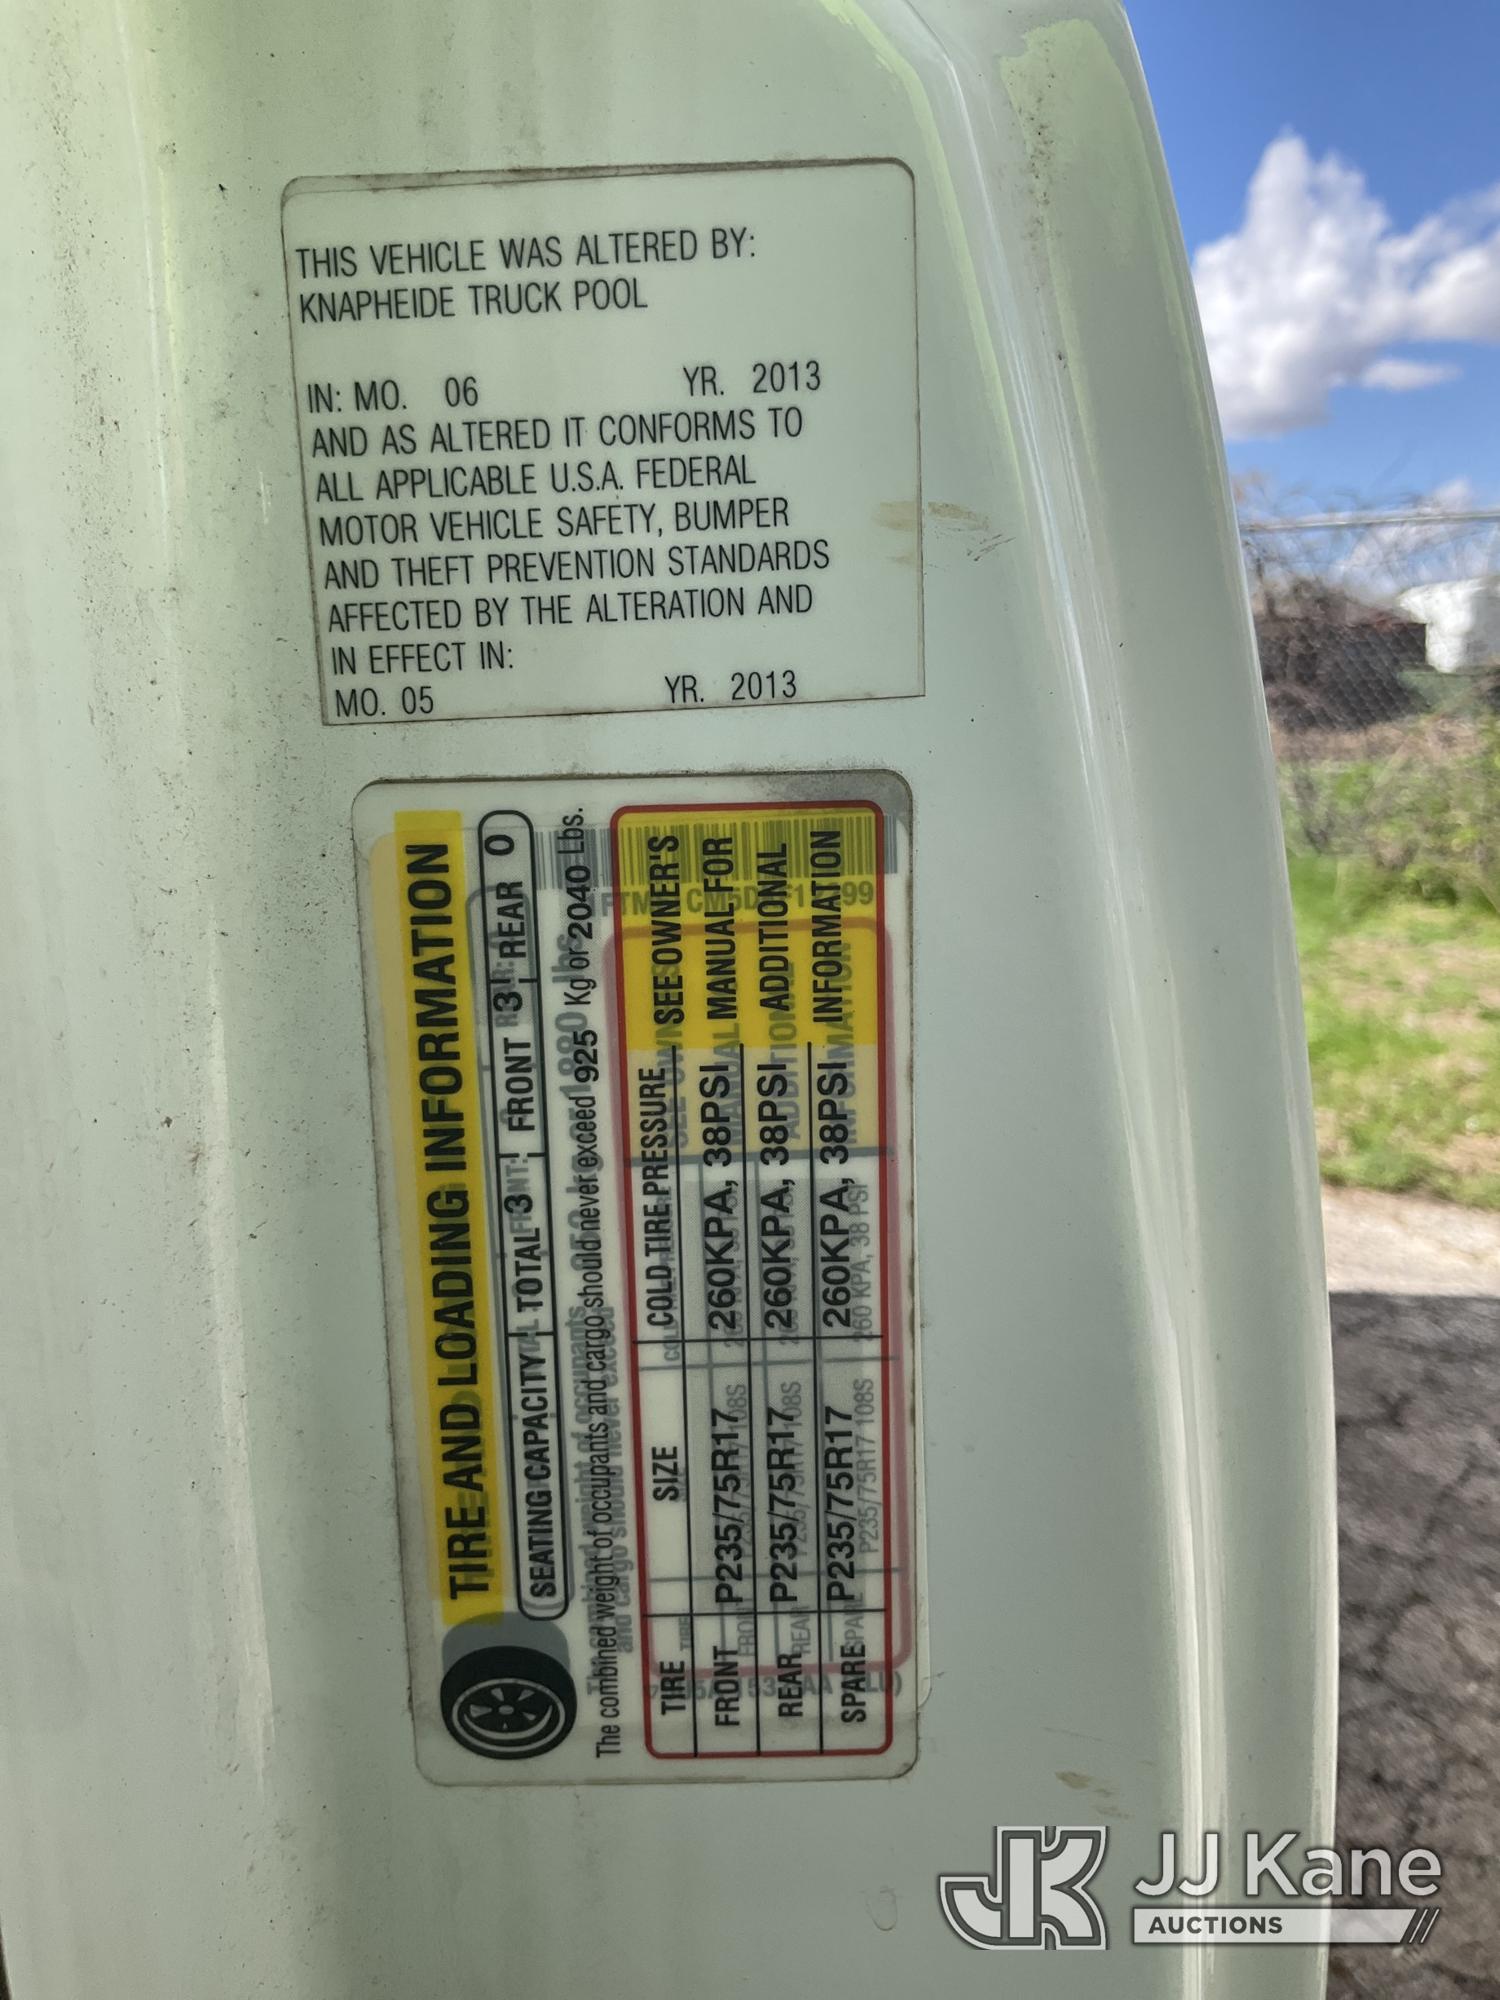 THIS VEHICLE WAS ALTERED BY:
KNAPHEIDE TRUCK POOL
IN: MO. 06 YR. 2013
AND AS ALTERED IT CONFORMS TO
ALL APPLICABLE U.S.A. FEDERAL
MOTOR VEHICLE SAFETY, BUMPER
AND THEFT PREVENTION STANDARDS
AFFECTED BY THE ALTERATION AND
IN EFFECT IN:
MO. 05 YR. 2013
TIRE AND LOADING INFORMATION
SEATING CAPACITY TOTAL 3 FRONT 3 REAR 0
The combined weight of occupants and cargo should never exceed 925 Kg or 2040 Lbs.
TIRE SIZE COLD TIRE PRESSURE SEE OWNER'S
FRONT P235/75R17 260KPA, 38PSI MANUAL FOR
REAR P235/75R17 260KPA, 38PSI ADDITIONAL
SPARE P235/75R17 260KPA, 38PSI INFORMATION
JK JJ Kane
AUCTIONS